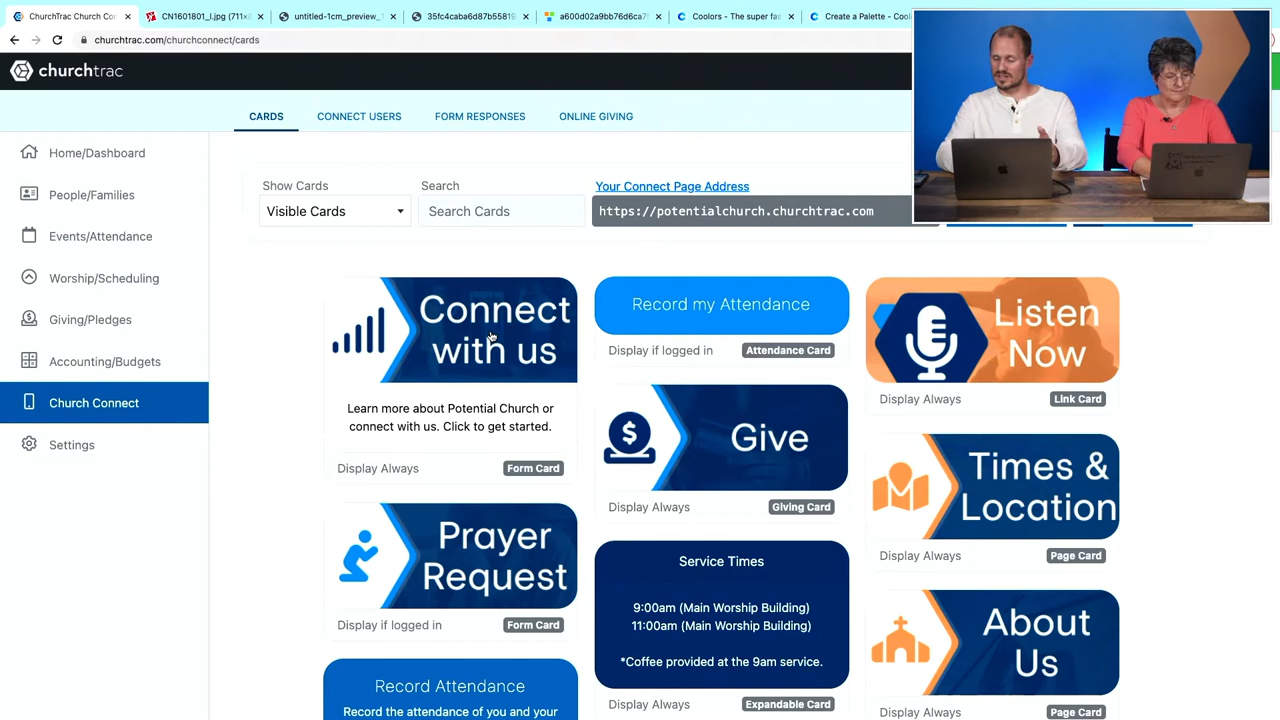 ChurchTrac Church Con
CN1601801_l.jpg (711×
untitled-1cm_preview_1
35fc4caba6d87b55819
a600d02a9bb76d6ca7
Coolors - The super fas
Create a Palette - Coo
churchtrac.com/churchconnect/cards
churchtrac
CARDS
CONNECT USERS
FORM RESPONSES
ONLINE GIVING
Home/Dashboard
People/Families
Events/Attendance
Worship/Scheduling
Giving/Pledges
Accounting/Budgets
Church Connect
Settings
Show Cards
Visible Cards
Search
Search Cards
Your Connect Page Address
https://potentialchurch.churchtrac.com
Connect
with us
Learn more about Potential Church or
connect with us. Click to get started.
Display Always
Form Card
Prayer
Request
Display if logged in
Form Card
Record Attendance
Record the attendance of you and your
Record my Attendance
Display if logged in
Attendance Card
Give
Display Always
Giving Card
Service Times
9:00am (Main Worship Building)
11:00am (Main Worship Building)
*Coffee provided at the 9am service.
Display Always
Expandable Card
Listen
Now
Display Always
Link Card
Times &
Location
Display Always
Page Card
About
Us
Display Always
Page Card